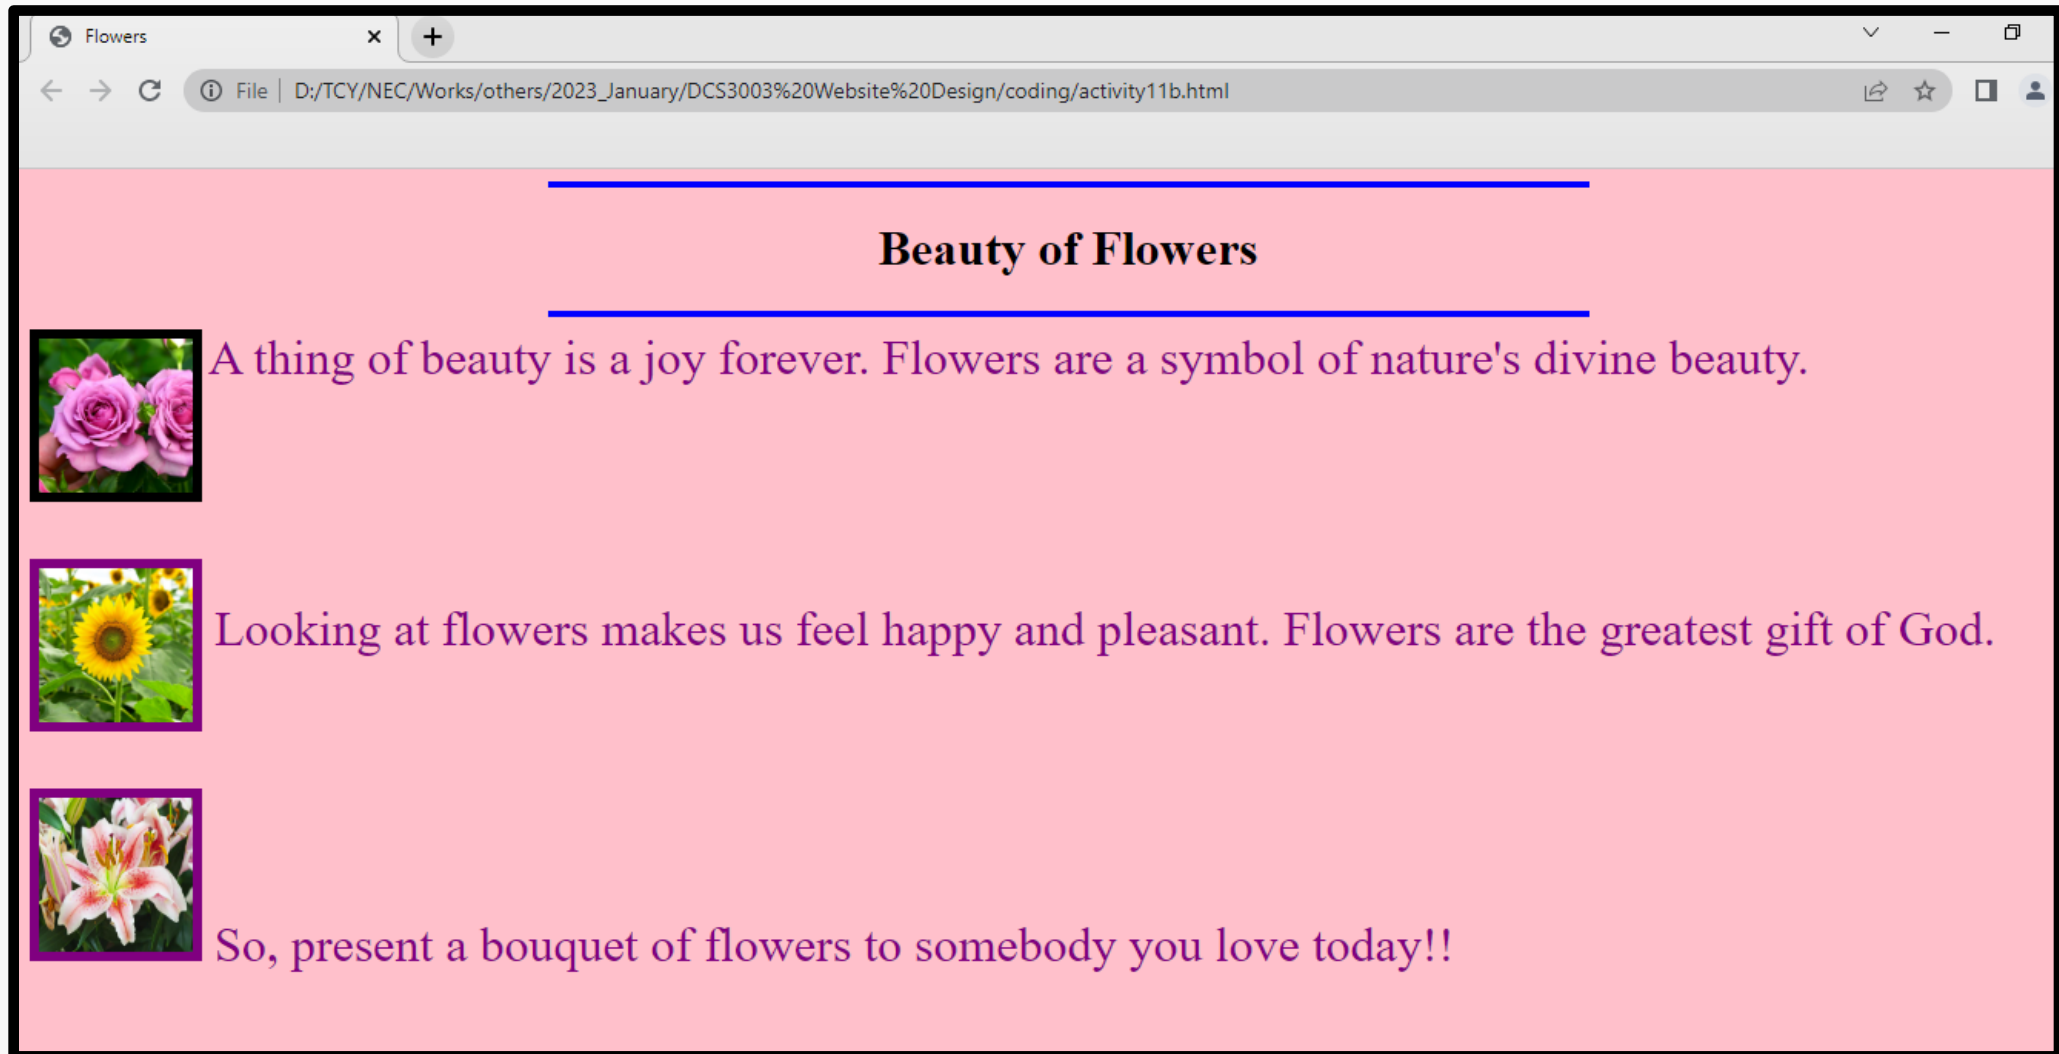 Flowers
File D:/TCY/NEC/Works/others/2023_January/DCS3003%20Website%20Design/coding/activity11b.html
Beauty of Flowers
A thing of beauty is a joy forever. Flowers are a symbol of nature's divine beauty.
Looking at flowers makes us feel happy and pleasant. Flowers are the greatest gift of God.
So, present a bouquet of flowers to somebody you love today!!